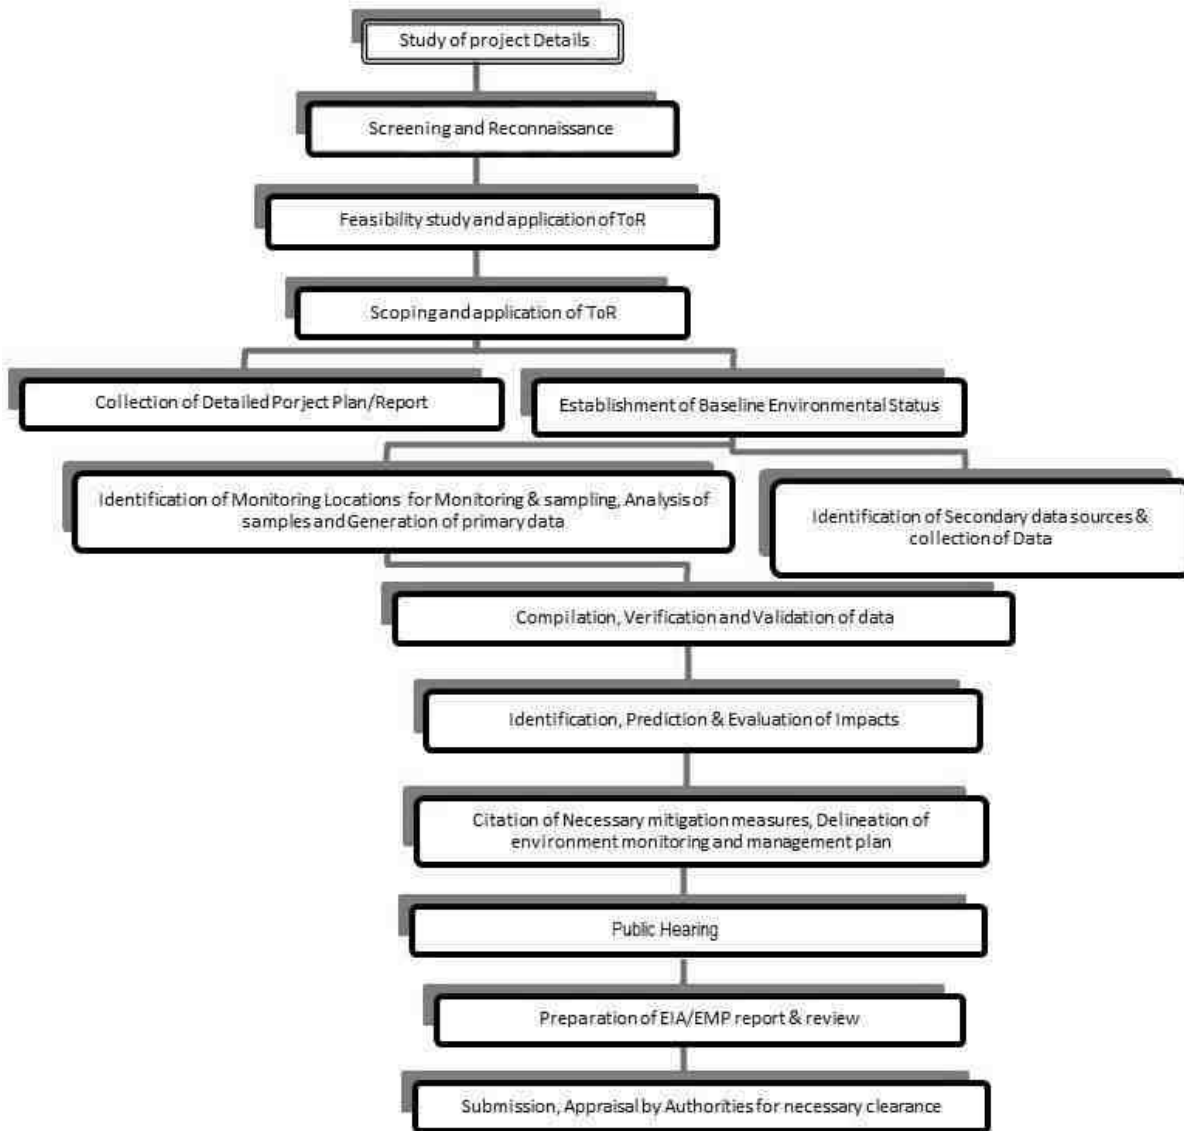 Study of project Details
Screening and Reconnaissance
Feasibility study and application of ToR
Scoping and application of ToR
Collection of Detailed Porject Plan/Report
Establishment of Baseline Environmental Status
Identification of Monitoring Locations for Monitoring & sampling, Analysis of
samples and Generation of primary data
Identification of Secondary data sources &
collection of Data
Compilation, Verification and Validation of data
Identification, Prediction & Evaluation of Impacts
Citation of Necessary mitigation measures, Delineation of
environment monitoring and management plan
Public Hearing
Preparation of EIA/EMP report & review
Submission, Appraisal by Authorities for necessary clearance